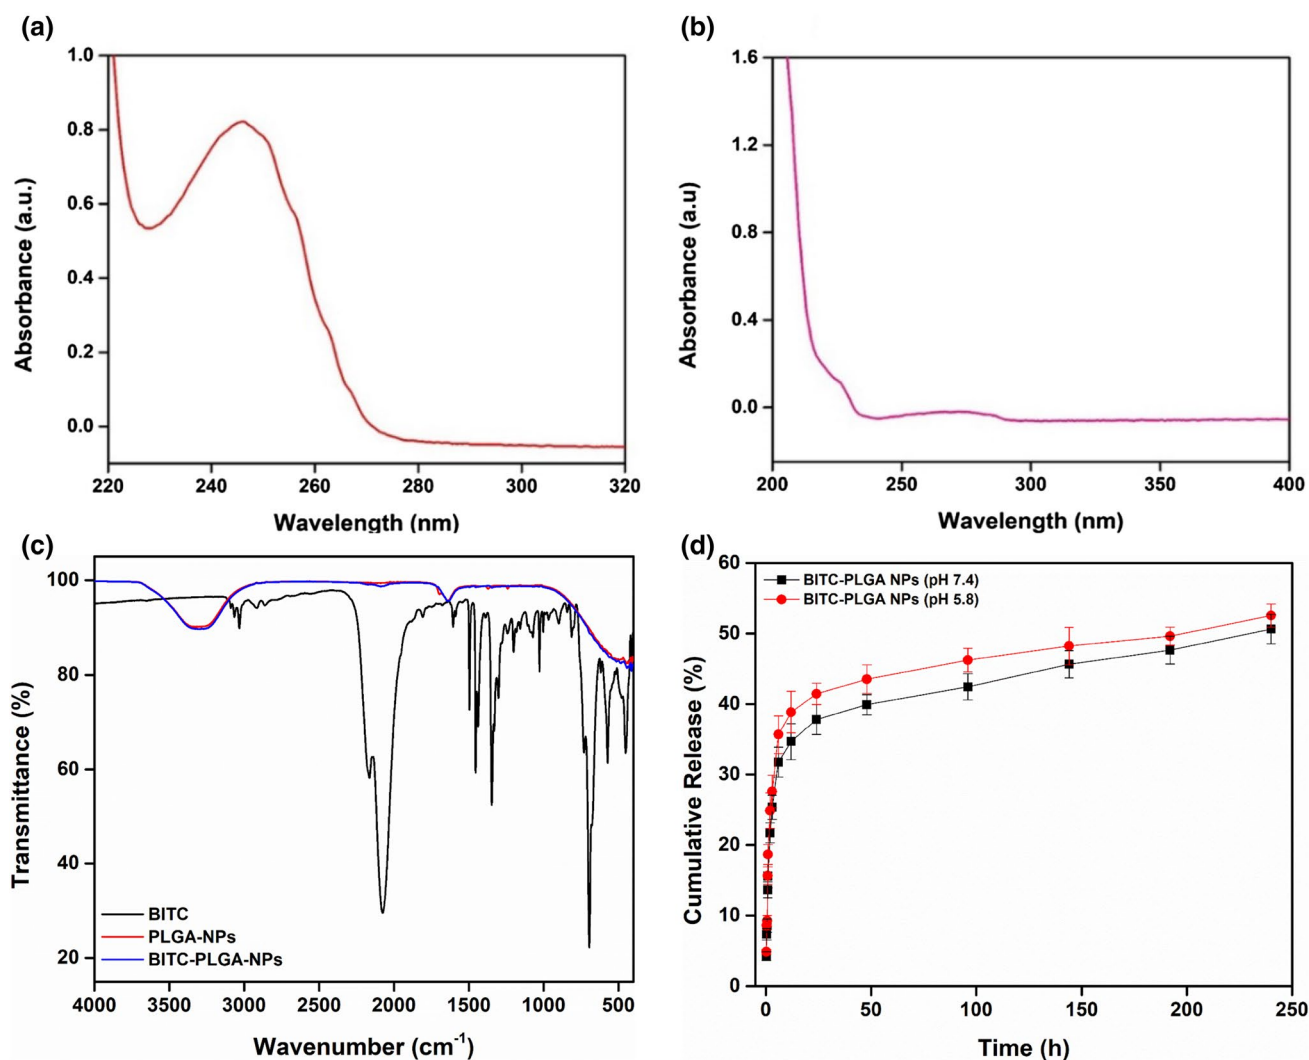 (a)
1.0
0.8
0.6
0.4
0.2
0.0
Absorbance (a.u.)
220 240 260 280 300 320
Wavelength (nm)
(b)
1.6
1.2
0.8
0.4
0.0
Absorbance (a.u)
200 250 300 350 400
Wavelength (nm)
(c)
100
80
60
40
20
Transmittance (%)
BITC
PLGA-NPs
BITC-PLGA-NPs
4000 3500 3000 2500 2000 1500 1000 500
Wavenumber (cm⁻¹)
(d)
60
50
40
30
20
10
0
Cumulative Release (%)
BITC-PLGA NPs (pH 7.4)
BITC-PLGA NPs (pH 5.8)
0 50 100 150 200 250
Time (h)